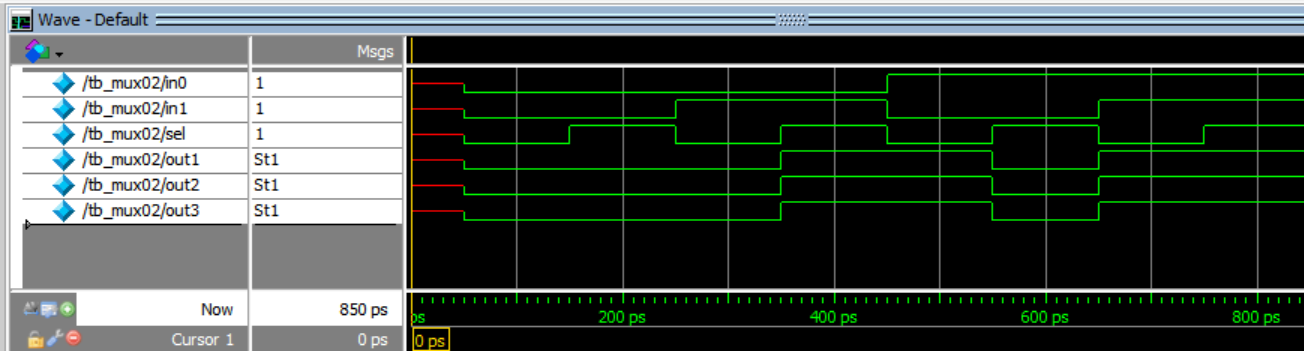 Wave - Default
Msgs
/tb_mux02/in0 1
/tb_mux02/in1 1
/tb_mux02/sel 1
/tb_mux02/out1 St1
/tb_mux02/out2 St1
/tb_mux02/out3 St1
Now 850 ps ps 200 ps 400 ps 600 ps 800 ps
Cursor 1 0 ps 0 ps